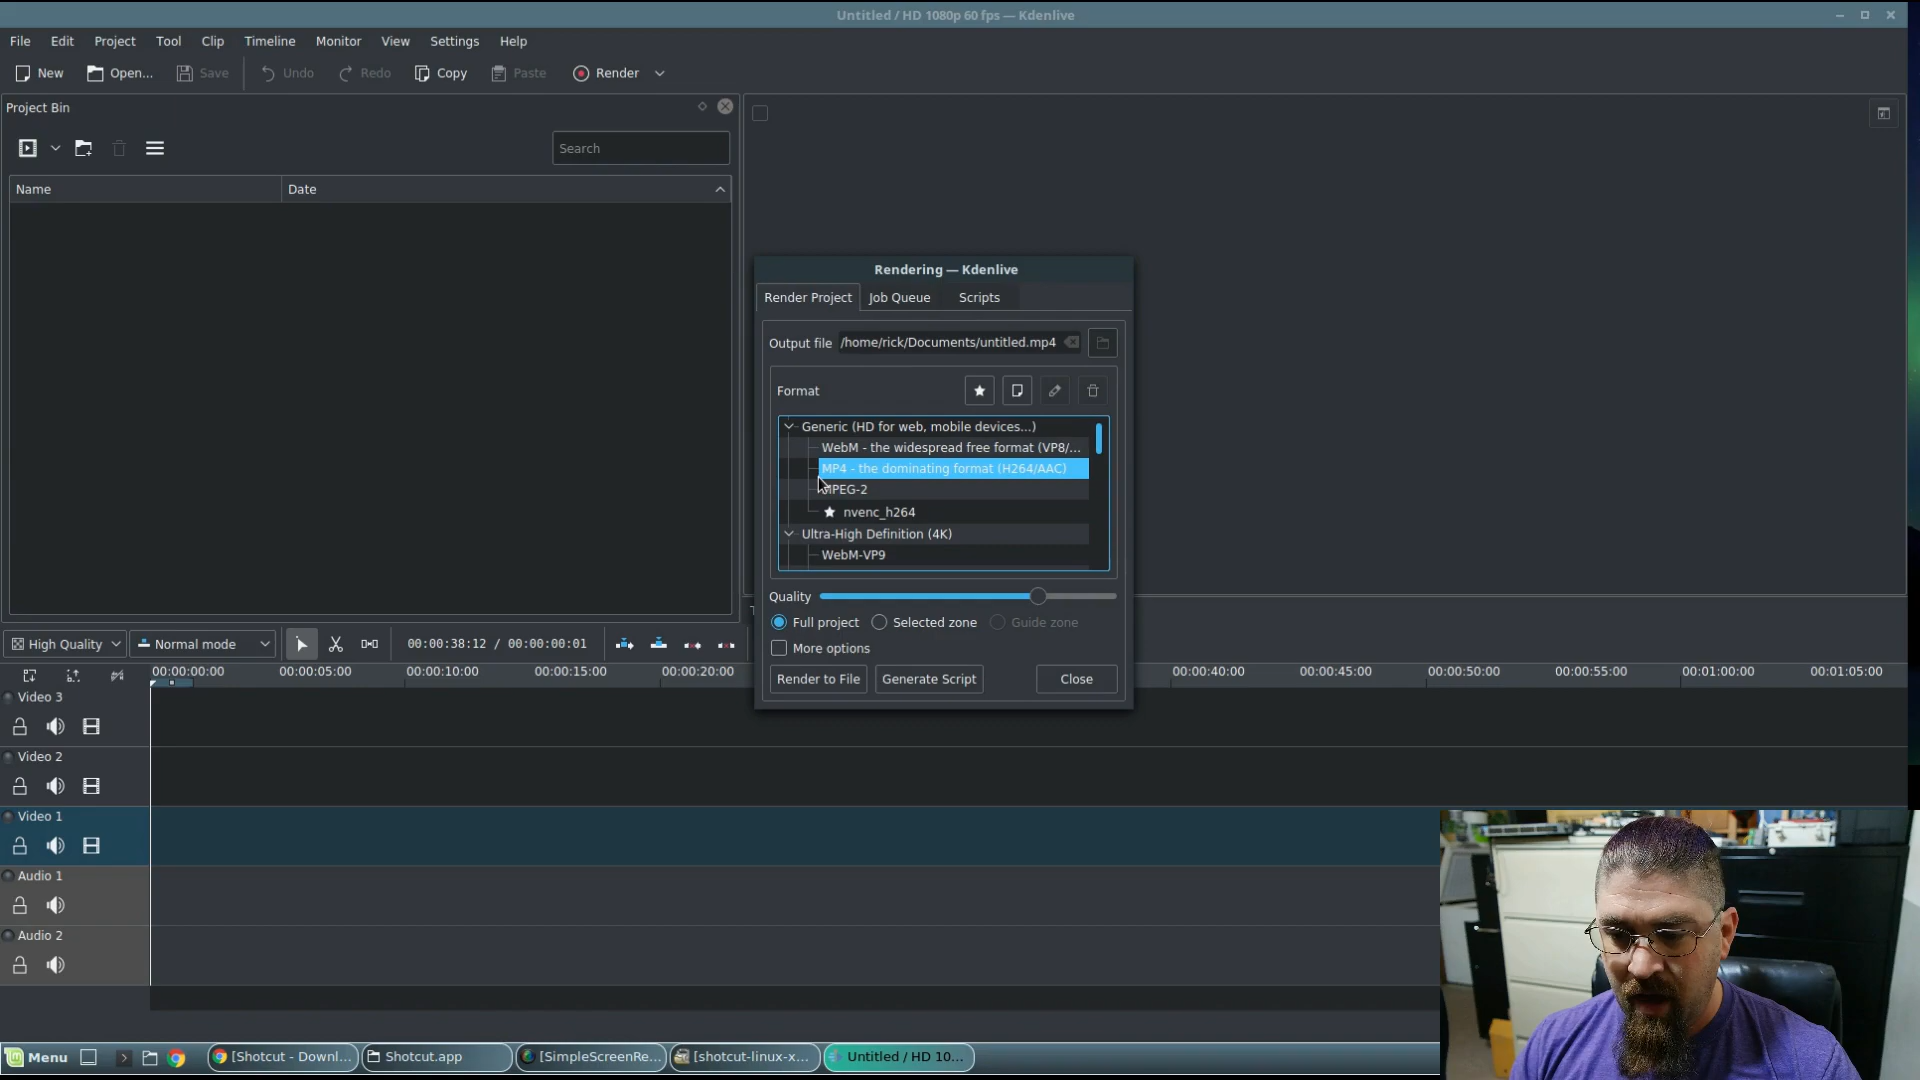 Untitled / HD 1080p 60 fps — Kdenlive
File Edit Project Tool Clip Timeline Monitor View Settings Help
New Open... Save Undo Redo Copy Paste Render
Project Bin
Search
Name Date
Rendering — Kdenlive
Render Project Job Queue Scripts
Output file /home/rick/Documents/untitled.mp4
Format
Generic (HD for web, mobile devices...)
WebM - the widespread free format (VP8/...
MP4 - the dominating format (H264/AAC)
MPEG-2
nvenc_h264
Ultra-High Definition (4K)
WebM-VP9
Quality
Full project Selected zone Guide zone
More options
Render to File Generate Script Close
High Quality Normal mode 00:00:38:12 / 00:00:00:01
00:00:00:00 00:00:05:00 00:00:10:00 00:00:15:00 00:00:20:00 00:00:40:00 00:00:45:00 00:00:50:00 00:00:55:00 00:01:00:00 00:01:05:00
Video 3
Video 2
Video 1
Audio 1
Audio 2
Menu [Shotcut - Downl... Shotcut.app [SimpleScreenRe... [shotcut-linux-x... Untitled / HD 10...